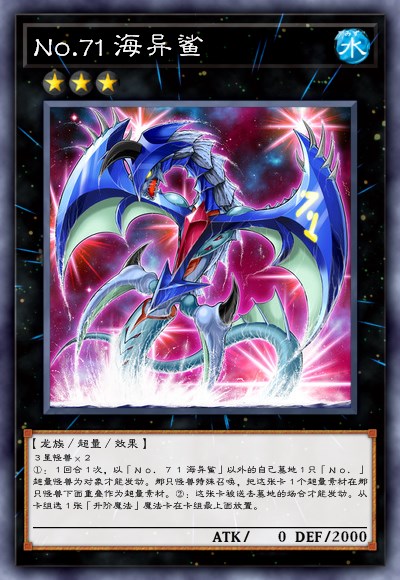 No.71 海异鲨
水
71
【龙族／超量／效果】
3星怪兽×2
①：1回合1次，以「No．71海异鲨」以外的自己墓地1只「No．」
超量怪兽为对象才能发动。那只怪兽特殊召唤，把这张卡1个超量素材在那
只怪兽下面重叠作为超量素材。②：这张卡被送去墓地的场合才能发动。从
卡组选1张「升阶魔法」魔法卡在卡组最上面放置。
ATK/ 0 DEF/2000